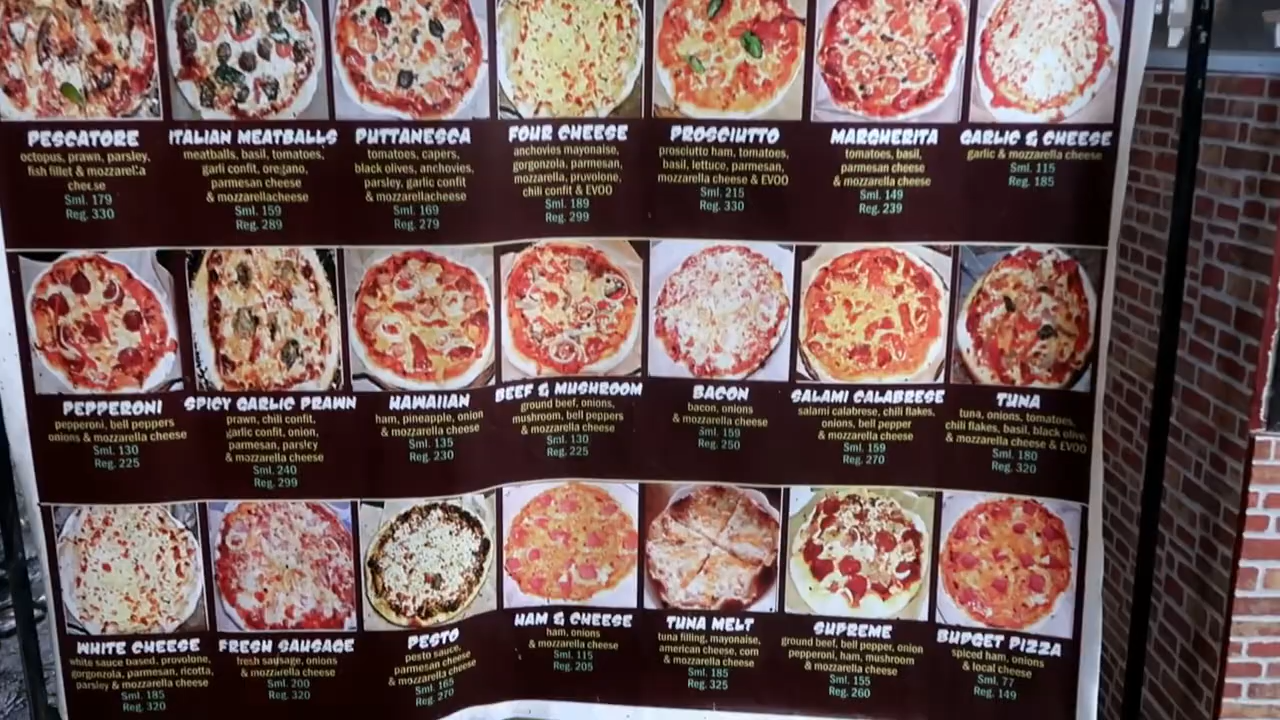 PESCATORE
octopus, prawn, parsley,
fish fillet & mozzarella
cheese
Sml. 179
Reg. 330
ITALIAN MEATBALLS
meatballs, basil, tomatoes,
garli confit, oregano,
parmesan cheese
& mozzarellacheese
Sml. 159
Reg. 289
PUTTANESCA
tomatoes, capers,
black olives, anchovies,
parsley, garlic confit
& mozzarellacheese
Sml. 169
Reg. 279
FOUR CHEESE
anchovies mayonaise,
gorgonzola, parmesan,
mozzarella, pruvolone,
chili confit & EVOO
Sml. 189
Reg. 299
PROSCIUTTO
prosciutto ham, tomatoes,
basil, lettuce, parmesan,
mozzarella cheese & EVOO
Sml. 215
Reg. 330
MARGHERITA
tomatoes, basil,
parmesan cheese
& mozzarella cheese
Sml. 149
Reg. 239
GARLIC & CHEESE
garlic & mozzarella cheese
Sml. 115
Reg. 185
PEPPERONI
pepperoni, bell peppers
onions & mozzarella cheese
Sml. 130
Reg. 225
SPICY GARLIC PRAWN
prawn, chili confit,
garlic confit, onion,
parmesan, parsley
& mozzarella cheese
Sml. 240
Reg. 299
HAWAIIAN
ham, pineapple, onion
& mozzarella cheese
Sml. 135
Reg. 230
BEEF & MUSHROOM
ground beef, onions,
mushroom, bell peppers
& mozzarella cheese
Sml. 130
Reg. 225
BACON
bacon, onions
& mozzarella cheese
Sml. 159
Reg. 250
SALAMI CALABRESE
salami calabrese, chili flakes,
onions, bell pepper
& mozzarella cheese
Sml. 159
Reg. 270
TUNA
tuna, onions, tomatoes,
chili flakes, basil, black olive,
& mozzarella cheese & EVOO
Sml. 180
Reg. 320
WHITE CHEESE
white sauce based, provolone,
gorgonzola, parmesan, ricotta,
parsley & mozzarella cheese
Sml. 185
Reg. 320
FRESH SAUSAGE
fresh sausage, onions
& mozzarella cheese
Sml. 200
Reg. 320
PESTO
pesto sauce,
parmesan cheese
& mozzarella cheese
Sml. 165
Reg. 270
HAM & CHEESE
ham, onions
& mozzarella cheese
Sml. 115
Reg. 205
TUNA MELT
tuna filling, mayonaise,
american cheese, corn
& mozzarella cheese
Sml. 185
Reg. 325
SUPREME
ground beef, bell pepper, onion
pepperoni, ham, mushroom
& mozzarella cheese
Sml. 155
Reg. 260
BUDGET PIZZA
spiced ham, onions
& local cheese
Sml. 77
Reg. 149